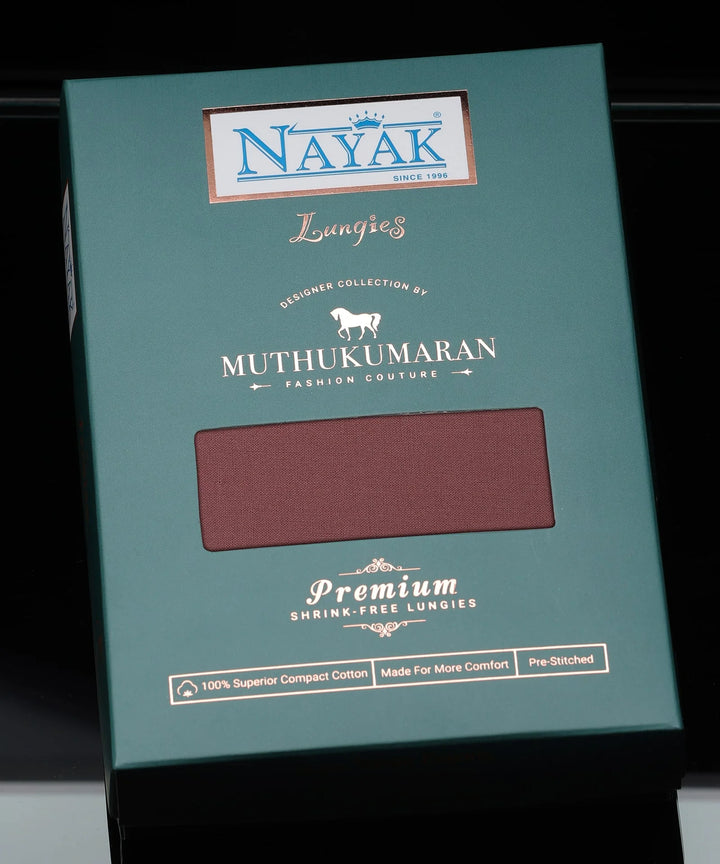 NAYAK®
SINCE 1996
Lungies
DESIGNER COLLECTION BY
MUTHUKUMARAN
FASHION COUTURE
Premium
SHRINK-FREE LUNGIES
100% Superior Compact Cotton
Made For More Comfort
Pre-Stitched
NAYAK